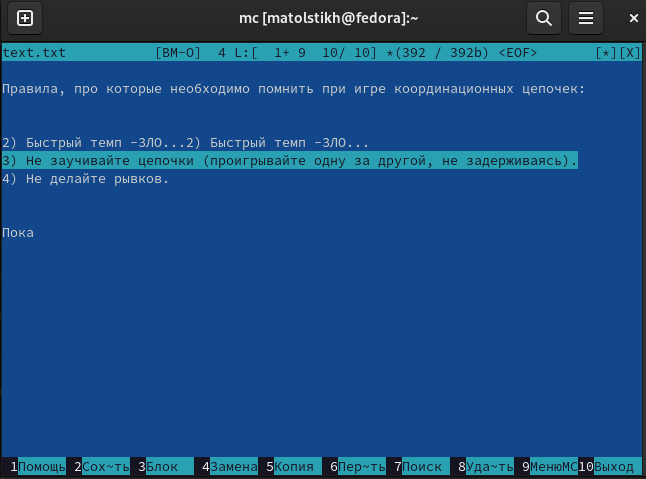 mc [matolstikh@fedora]:~
text.txt [BM-O] 4 L:[ 1+ 9 10/ 10] *(392 / 392b) <EOF> [*][X]
Правила, про которые необходимо помнить при игре координационных цепочек:
2) Быстрый темп –ЗЛО...2) Быстрый темп –ЗЛО...
3) Не заучивайте цепочки (проигрывайте одну за другой, не задерживаясь).
4) Не делайте рывков.
Пока
1Помощь 2Сох~ть 3Блок 4Замена 5Копия 6Пер~ть 7Поиск 8Уда~ть 9МенюMC 10Выход